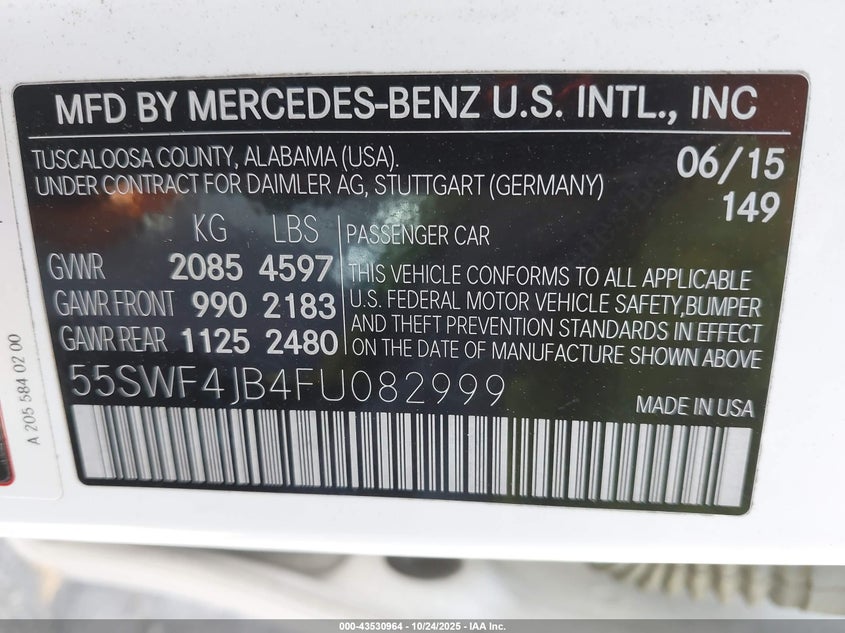 MFD BY MERCEDES-BENZ U.S. INTL., INC
TUSCALOOSA COUNTY, ALABAMA (USA).
UNDER CONTRACT FOR DAIMLER AG, STUTTGART (GERMANY)
06/15
149
KG LBS
GVWR 2085 4597
GAWR FRONT 990 2183
GAWR REAR 1125 2480
PASSENGER CAR
THIS VEHICLE CONFORMS TO ALL APPLICABLE
U.S. FEDERAL MOTOR VEHICLE SAFETY,BUMPER
AND THEFT PREVENTION STANDARDS IN EFFECT
ON THE DATE OF MANUFACTURE SHOWN ABOVE
55SWF4JB4FU082999
MADE IN USA
A 205 584 02 00
000-43530964 - 10/24/2025 - IAA Inc.